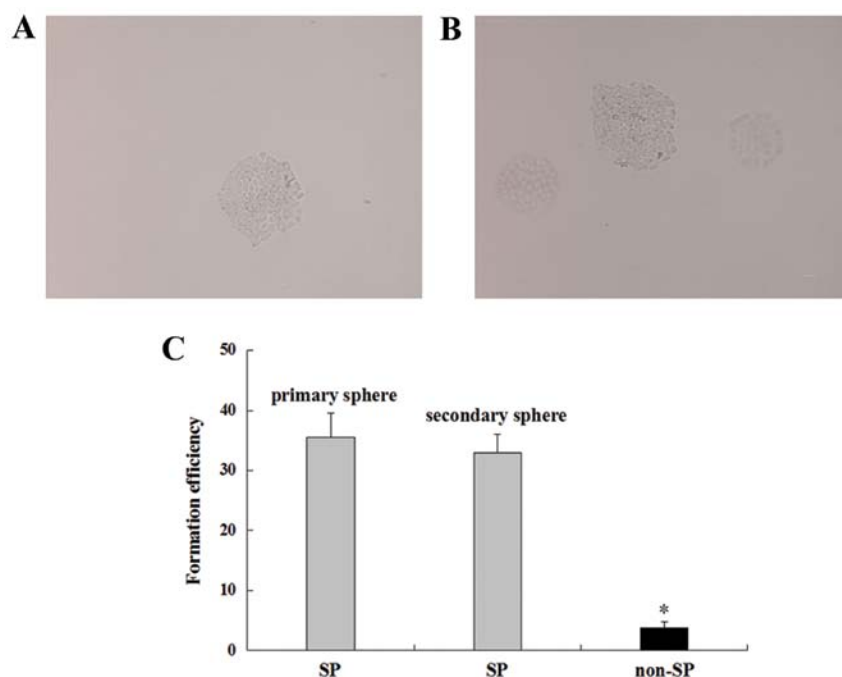 A
B
C
Formation efficiency
50
40
30
20
10
0
primary sphere
secondary sphere
*
SP
SP
non-SP